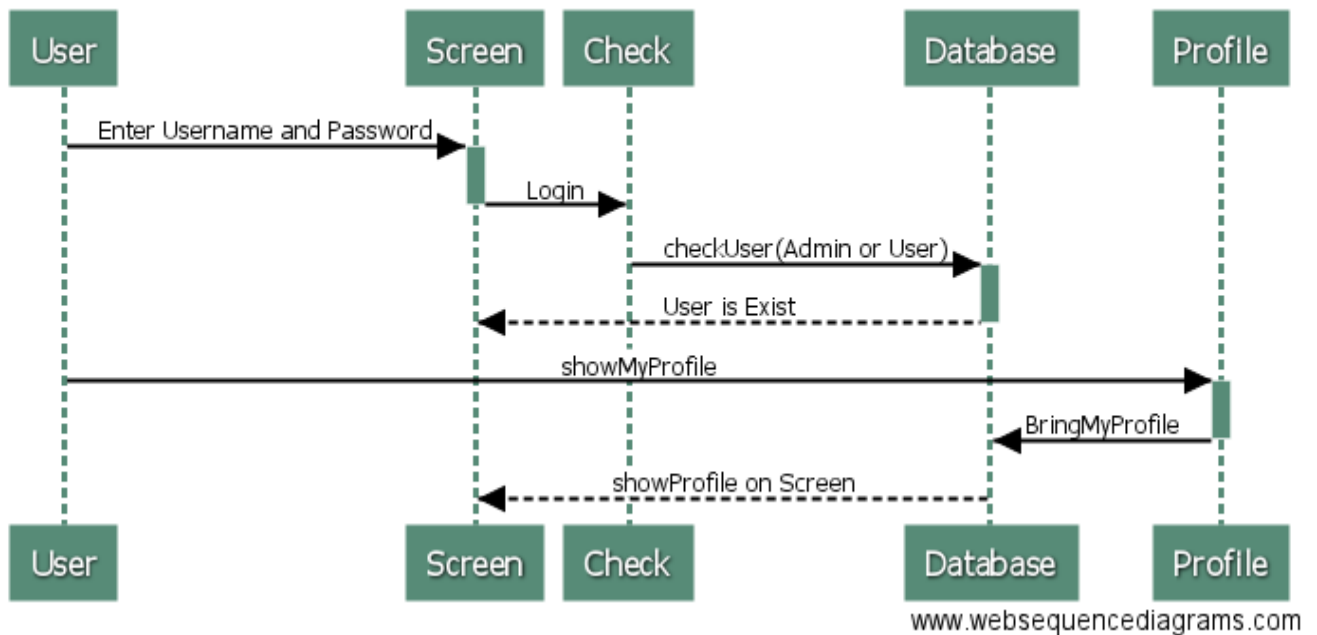 User Screen Check Database Profile
Enter Username and Password
Login
checkUser(Admin or User)
User is Exist
showMyProfile
BringMyProfile
showProfile on Screen
User Screen Check Database Profile
www.websequencediagrams.com